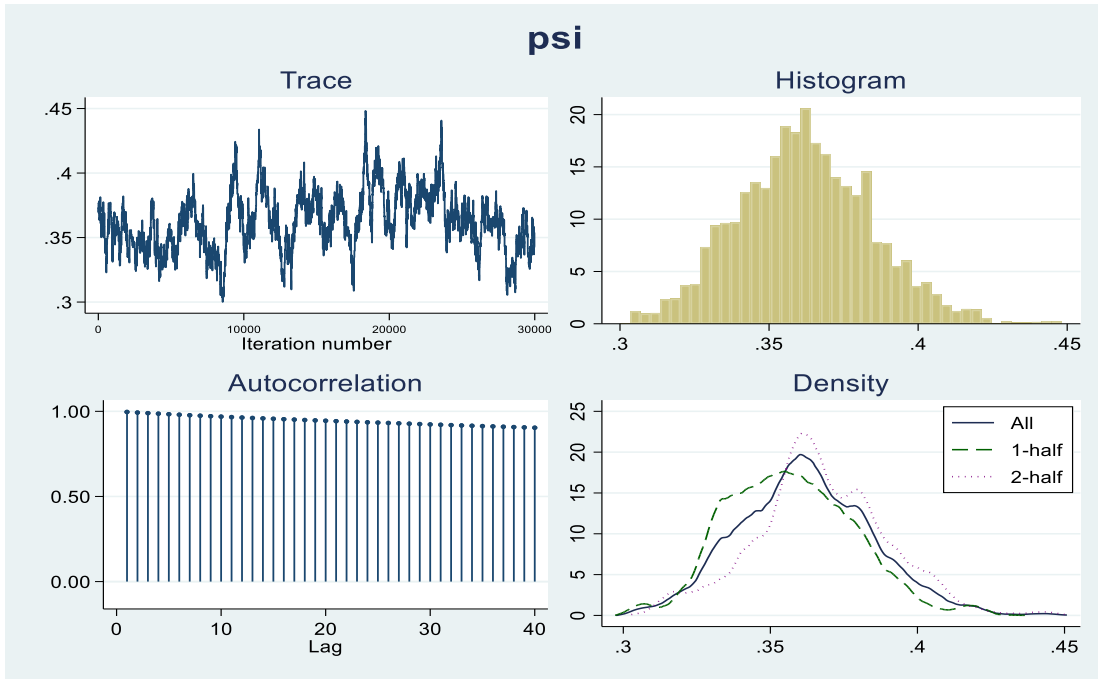 psi
Trace
.45
.4
.35
.3
0 10000 20000 30000
Iteration number
Histogram
20
15
10
5
0
.3 .35 .4 .45
Autocorrelation
1.00
0.50
0.00
0 10 20 30 40
Lag
Density
25
20
15
10
5
0
.3 .35 .4 .45
All
1-half
2-half